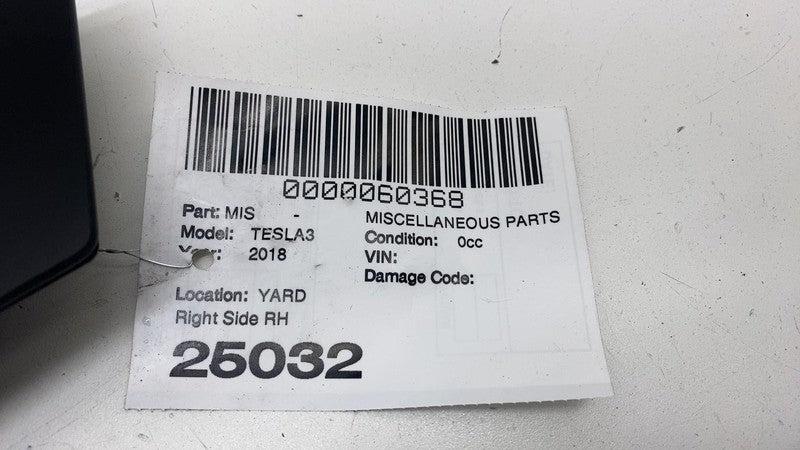 0000060368
Part: MIS - MISCELLANEOUS PARTS
Model: TESLA3 Condition: 0cc
Year: 2018 VIN:
Damage Code:
Location: YARD
Right Side RH
25032